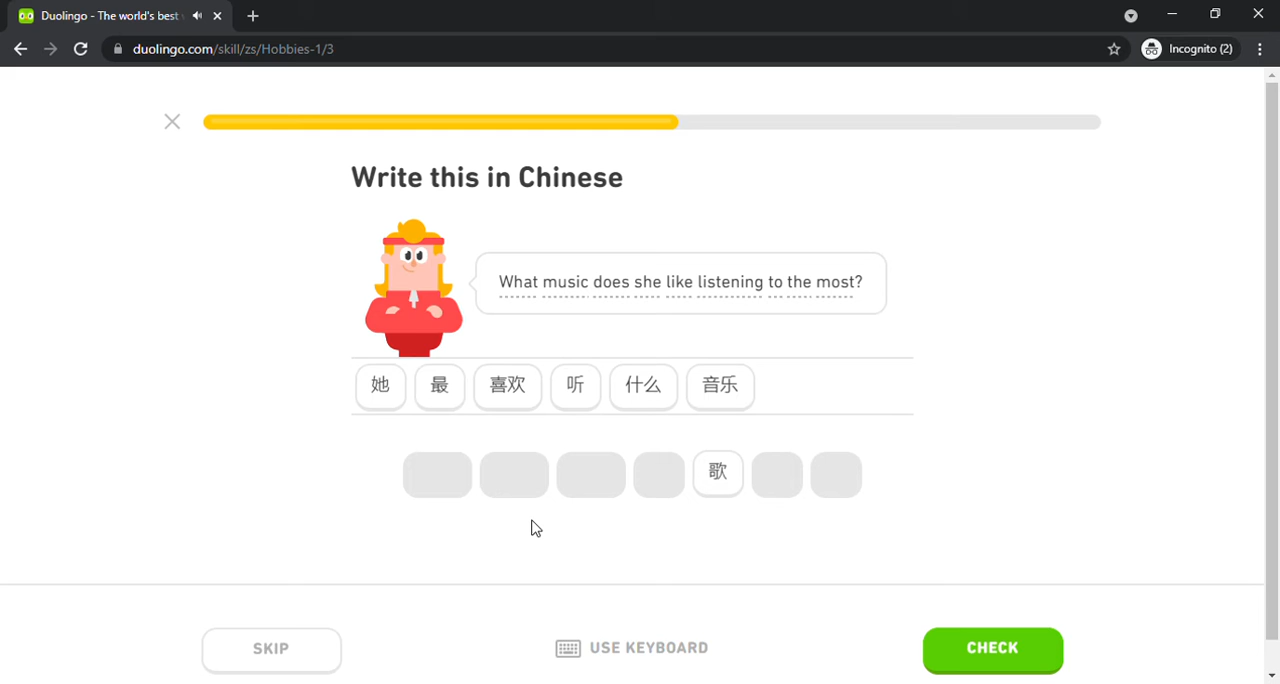 Duolingo - The world's best
duolingo.com/skill/zs/Hobbies-1/3
Incognito (2)
Write this in Chinese
What music does she like listening to the most?
她 最 喜欢 听 什么 音乐
歌
SKIP
USE KEYBOARD
CHECK